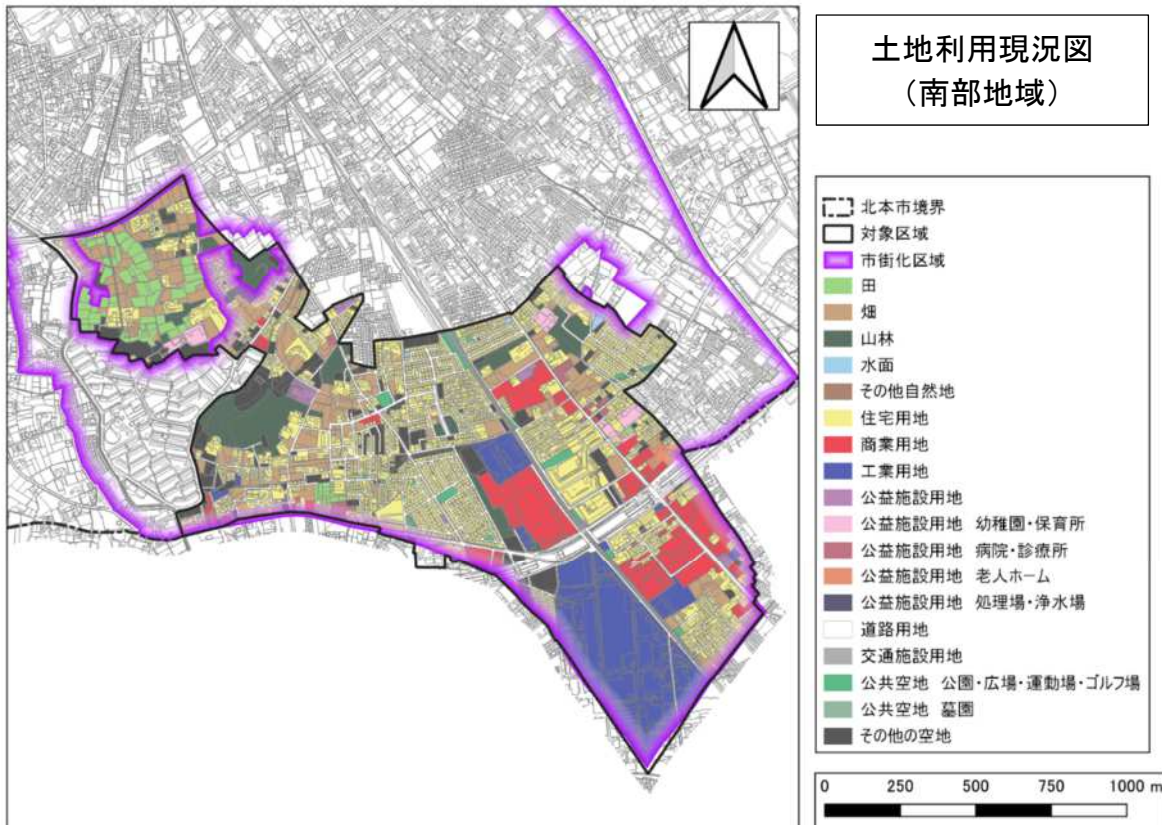 土地利用現況図
（南部地域）
北本市境界
対象区域
市街化区域
田
畑
山林
水面
その他自然地
住宅用地
商業用地
工業用地
公益施設用地
公益施設用地 幼稚園・保育所
公益施設用地 病院・診療所
公益施設用地 老人ホーム
公益施設用地 処理場・浄水場
道路用地
交通施設用地
公共空地 公園・広場・運動場・ゴルフ場
公共空地 墓園
その他の空地
0 250 500 750 1000 m